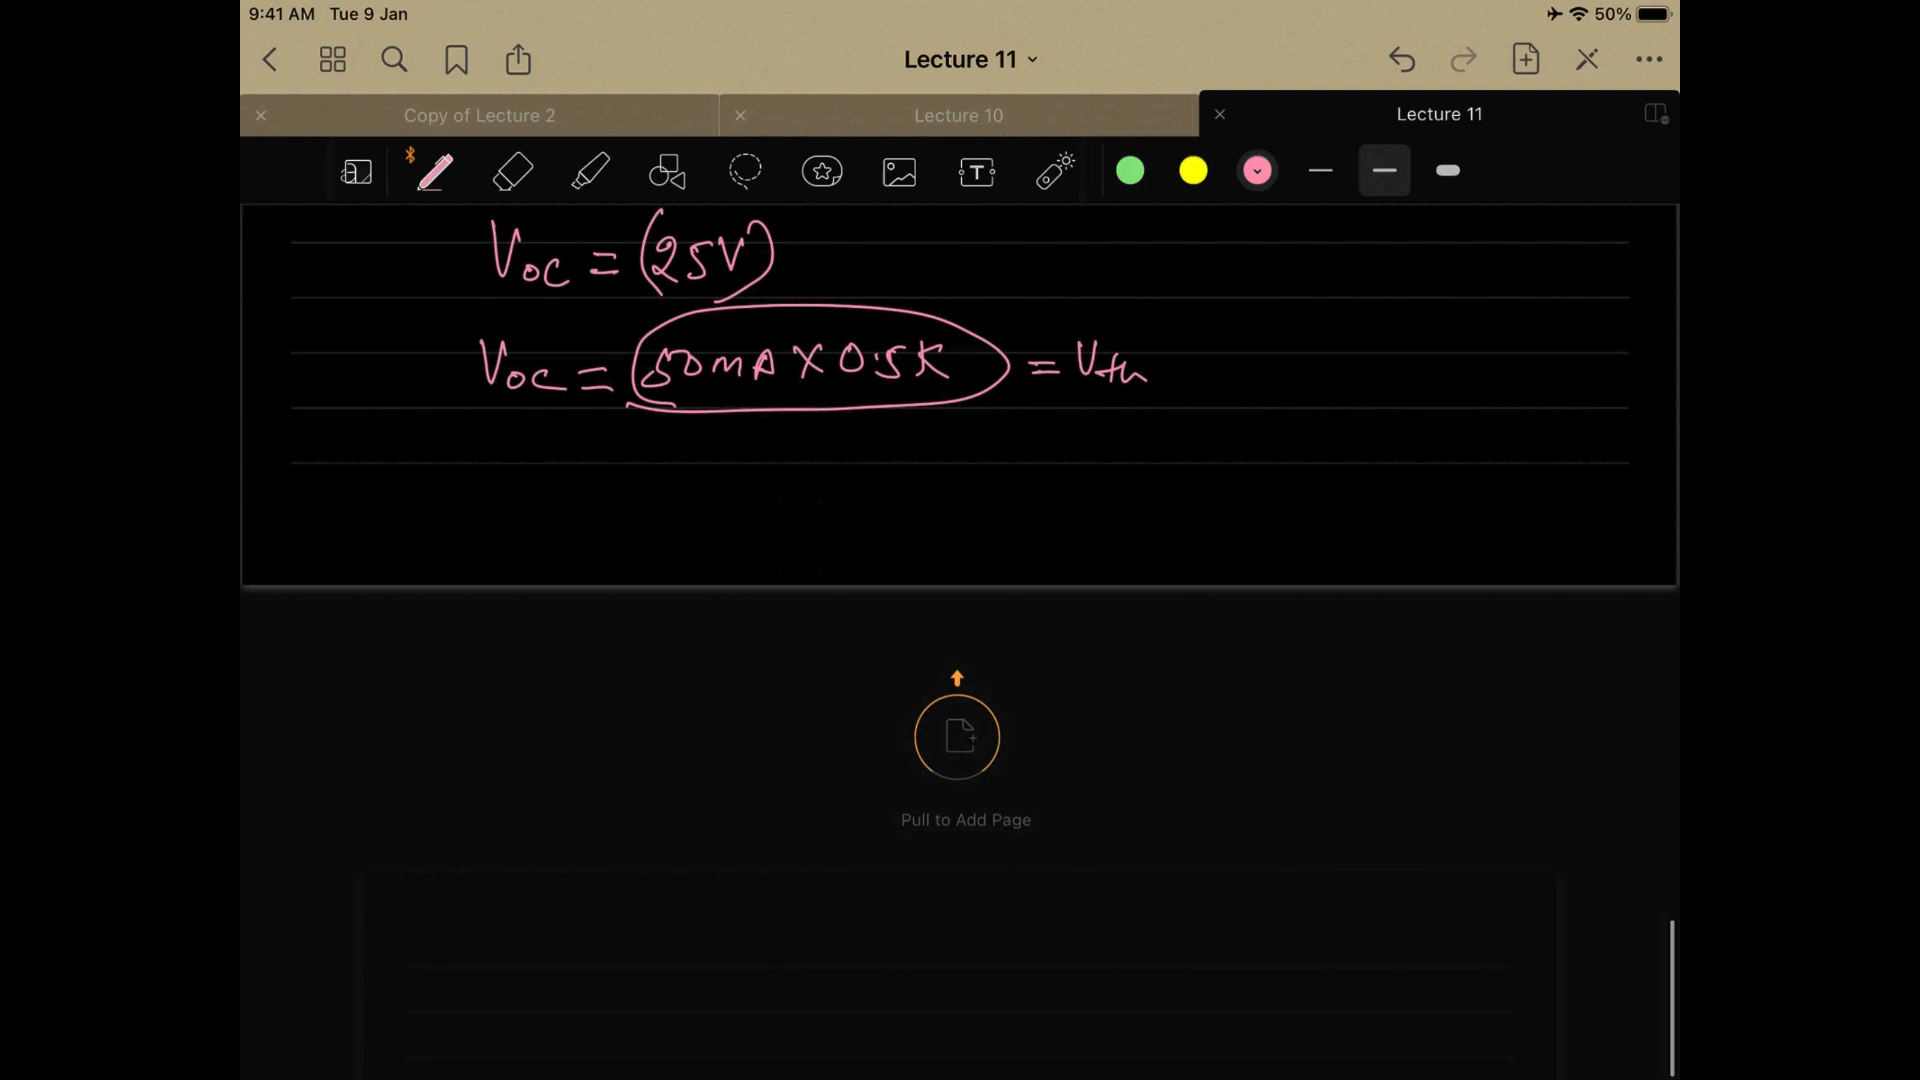 9:41 AM Tue 9 Jan
50%
Lecture 11
Copy of Lecture 2
Lecture 10
Lecture 11
T
Voc = (25V)
Voc = 50mA X 0.5K = Vth
Pull to Add Page